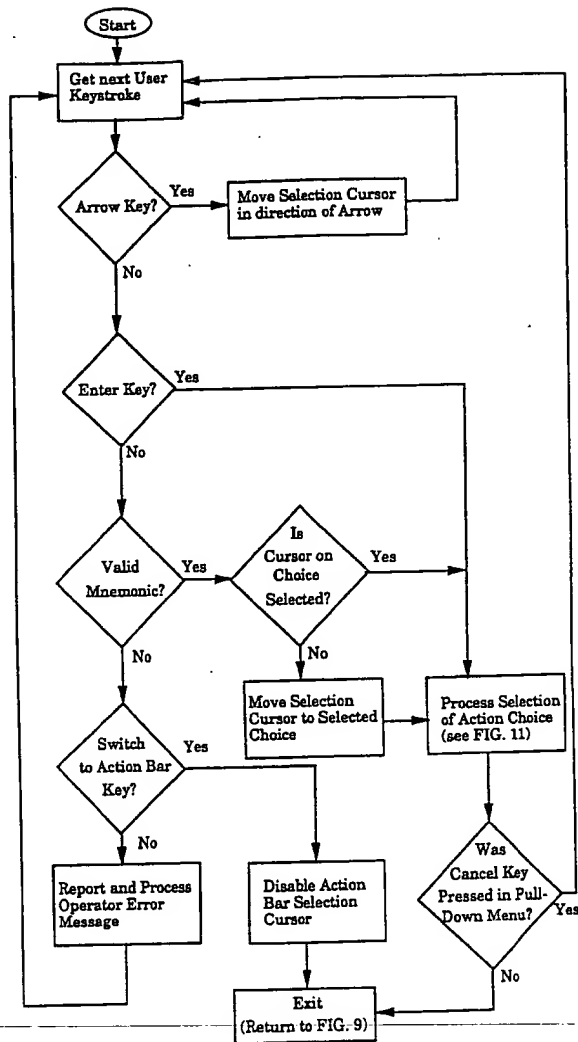 Start
Get next User
Keystroke
Arrow Key?
Yes
Move Selection Cursor
in direction of Arrow
No
Enter Key?
Yes
No
Valid
Mnemonic?
Yes
Is
Cursor on
Choice
Selected?
Yes
No
No
Move Selection
Cursor to Selected
Choice
Process Selection
of Action Choice
(see FIG. 11)
Switch
to Action Bar
Key?
Yes
No
Report and Process
Operator Error
Message
Disable Action
Bar Selection
Cursor
Was
Cancel Key
Pressed in Pull-
Down Menu?
Yes
No
Exit
(Return to FIG. 9)